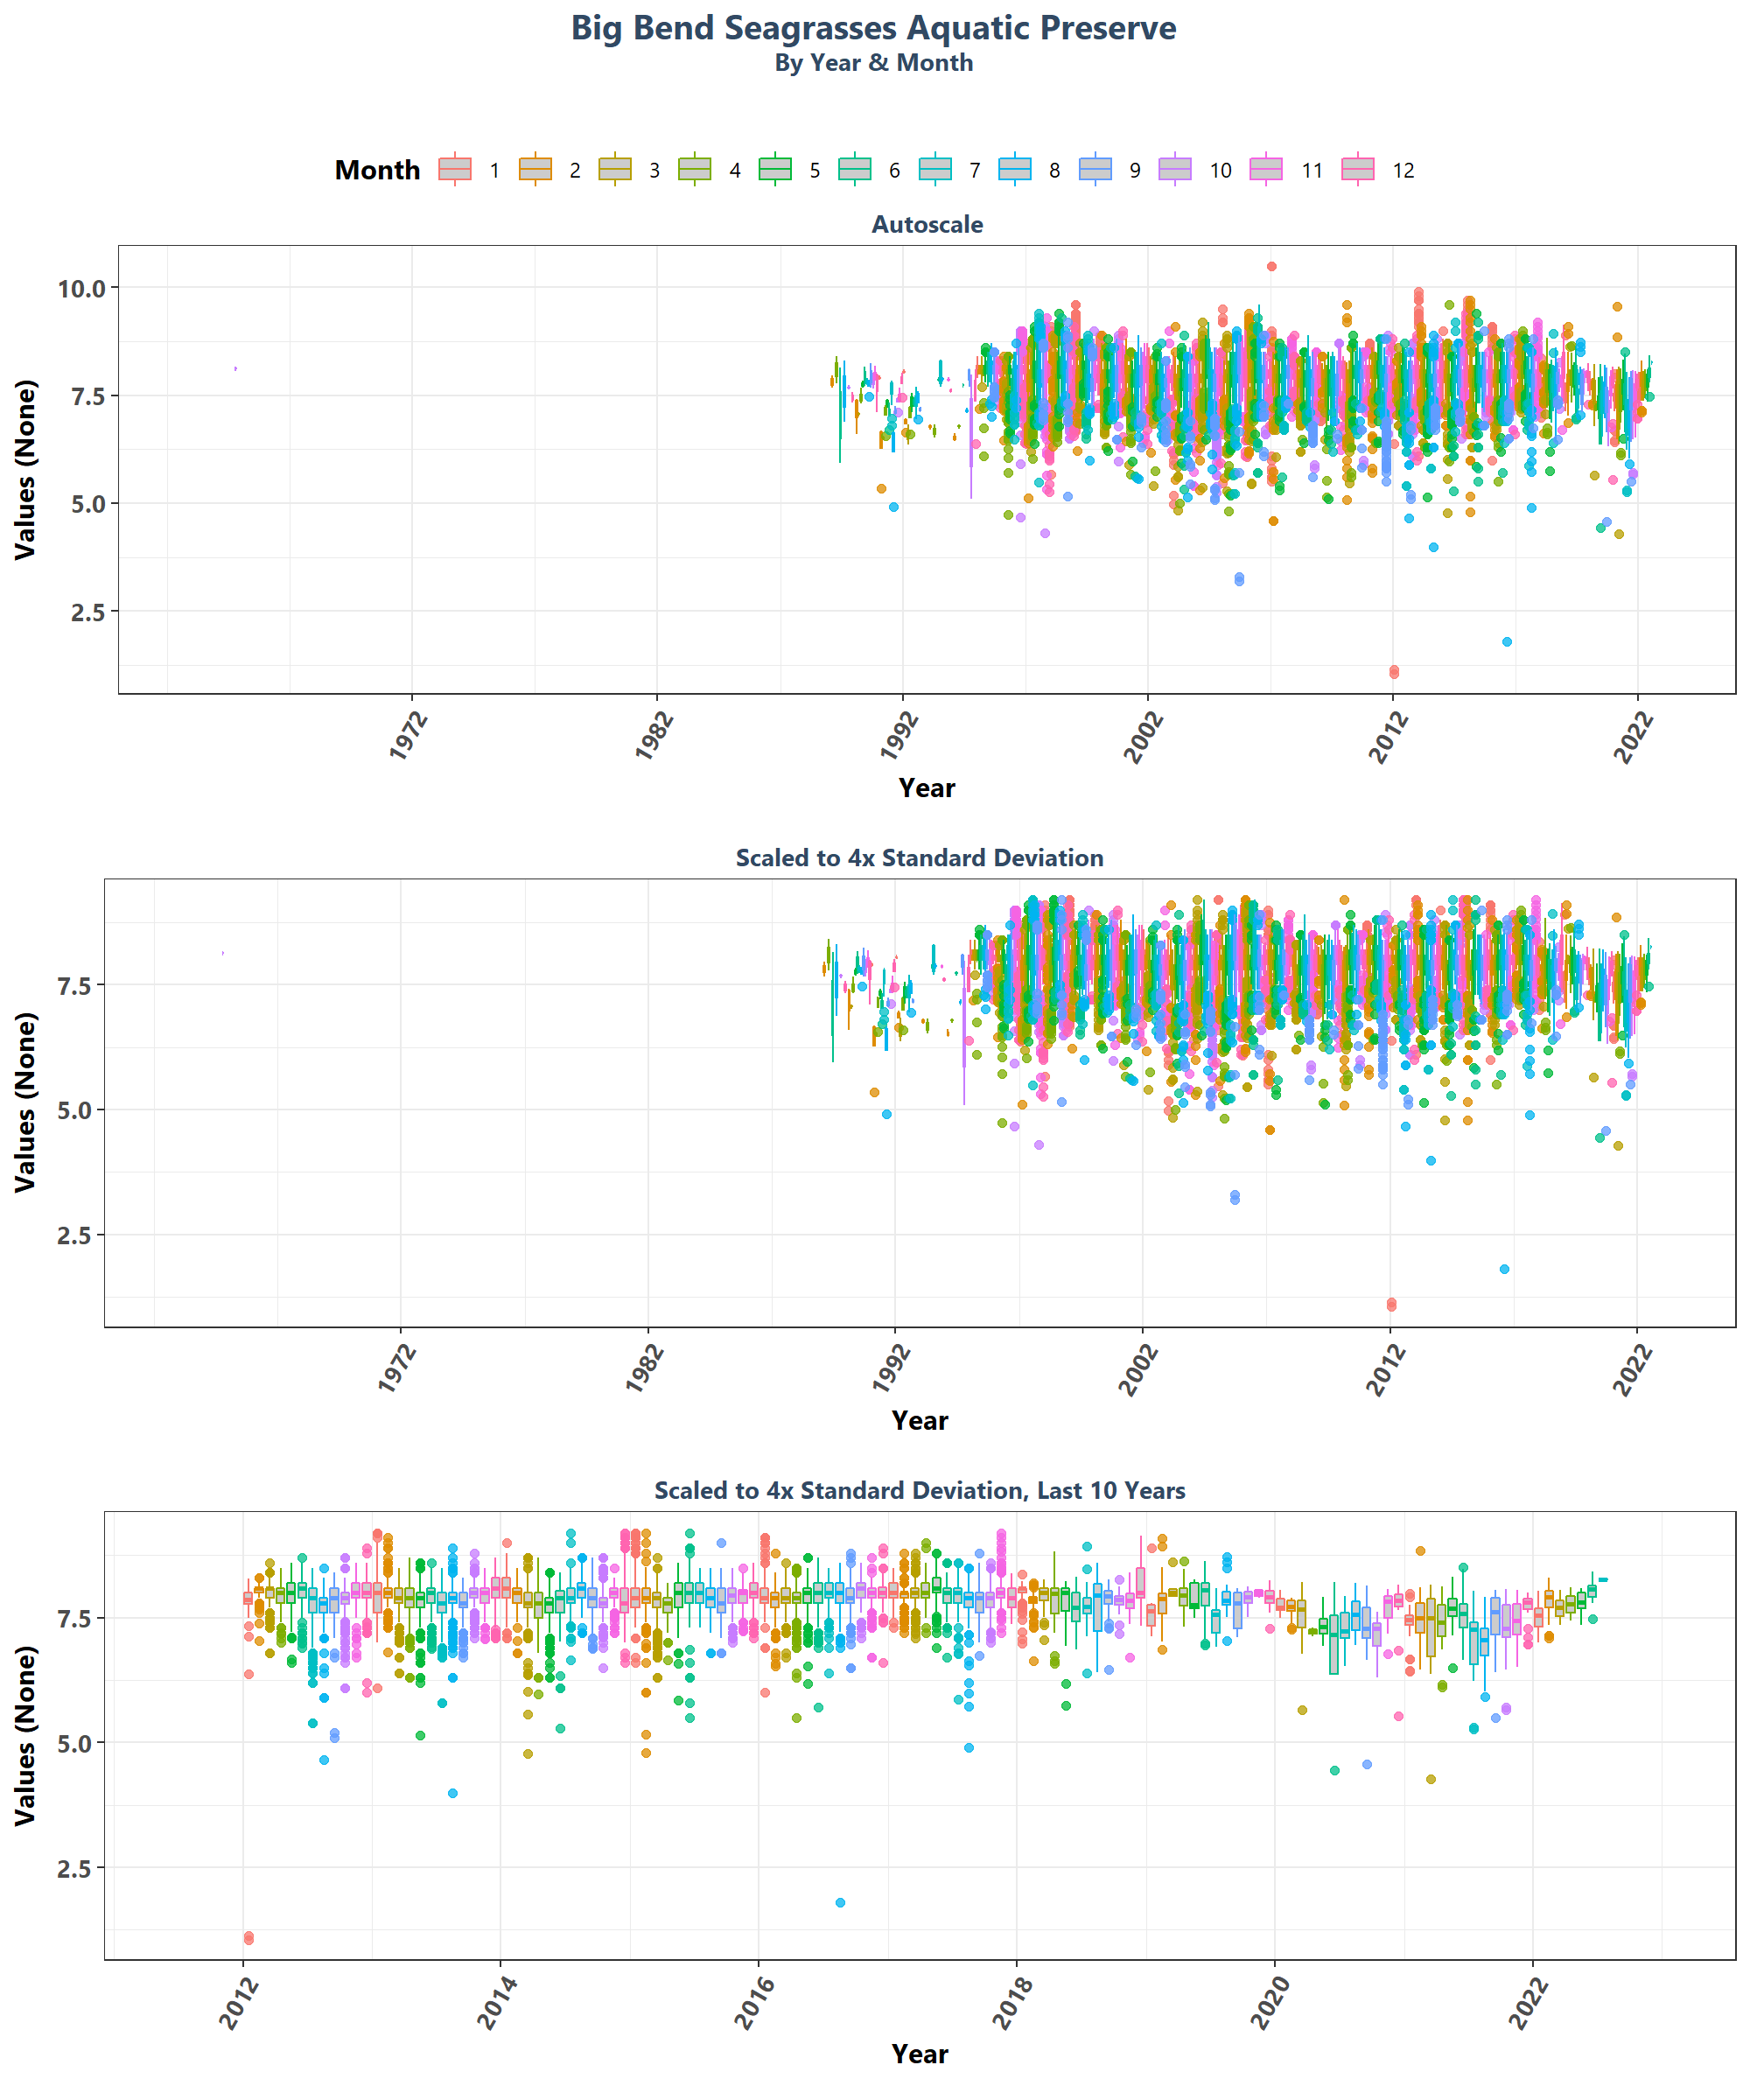 Big Bend Seagrasses Aquatic Preserve
By Year & Month
Month 1 2 3 4 5 6 7 8 9 10 11 12
Autoscale
Values (None)
10.0
7.5
5.0
2.5
1972 1982 1992 2002 2012 2022
Year
Scaled to 4x Standard Deviation
Values (None)
7.5
5.0
2.5
1972 1982 1992 2002 2012 2022
Year
Scaled to 4x Standard Deviation, Last 10 Years
Values (None)
7.5
5.0
2.5
2012 2014 2016 2018 2020 2022
Year